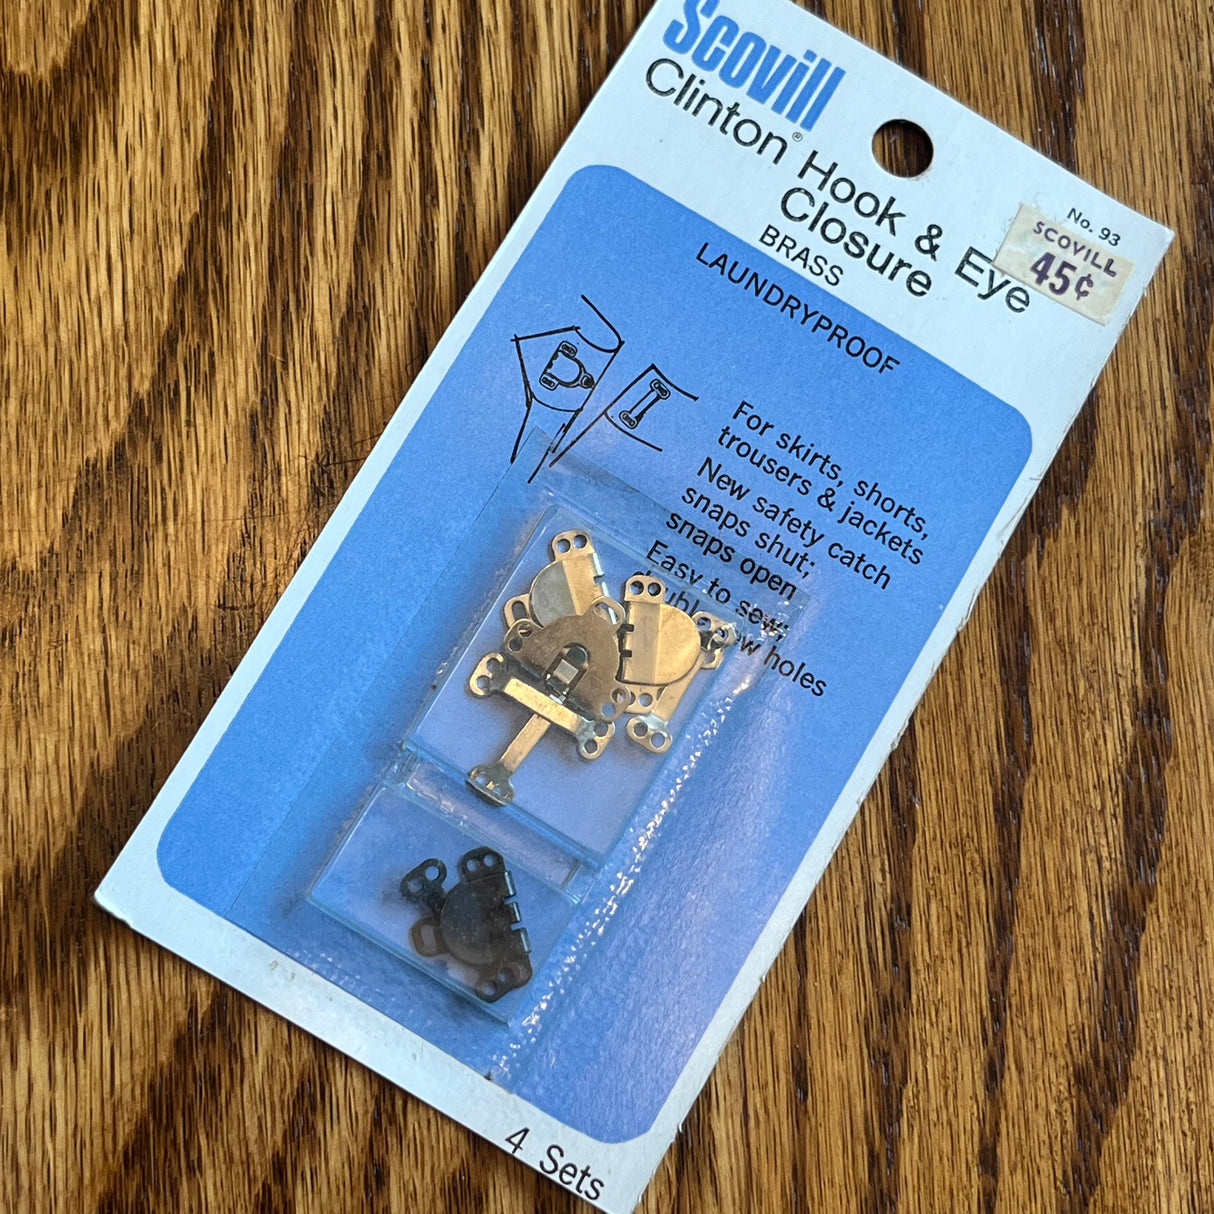 Scovill
Clinton® Hook & Eye
Closure
BRASS
No. 93
SCOVILL
45¢
LAUNDRYPROOF
For skirts, shorts,
trousers & jackets
New safety catch
snaps shut;
snaps open
Easy to sew;
holes
4 Sets